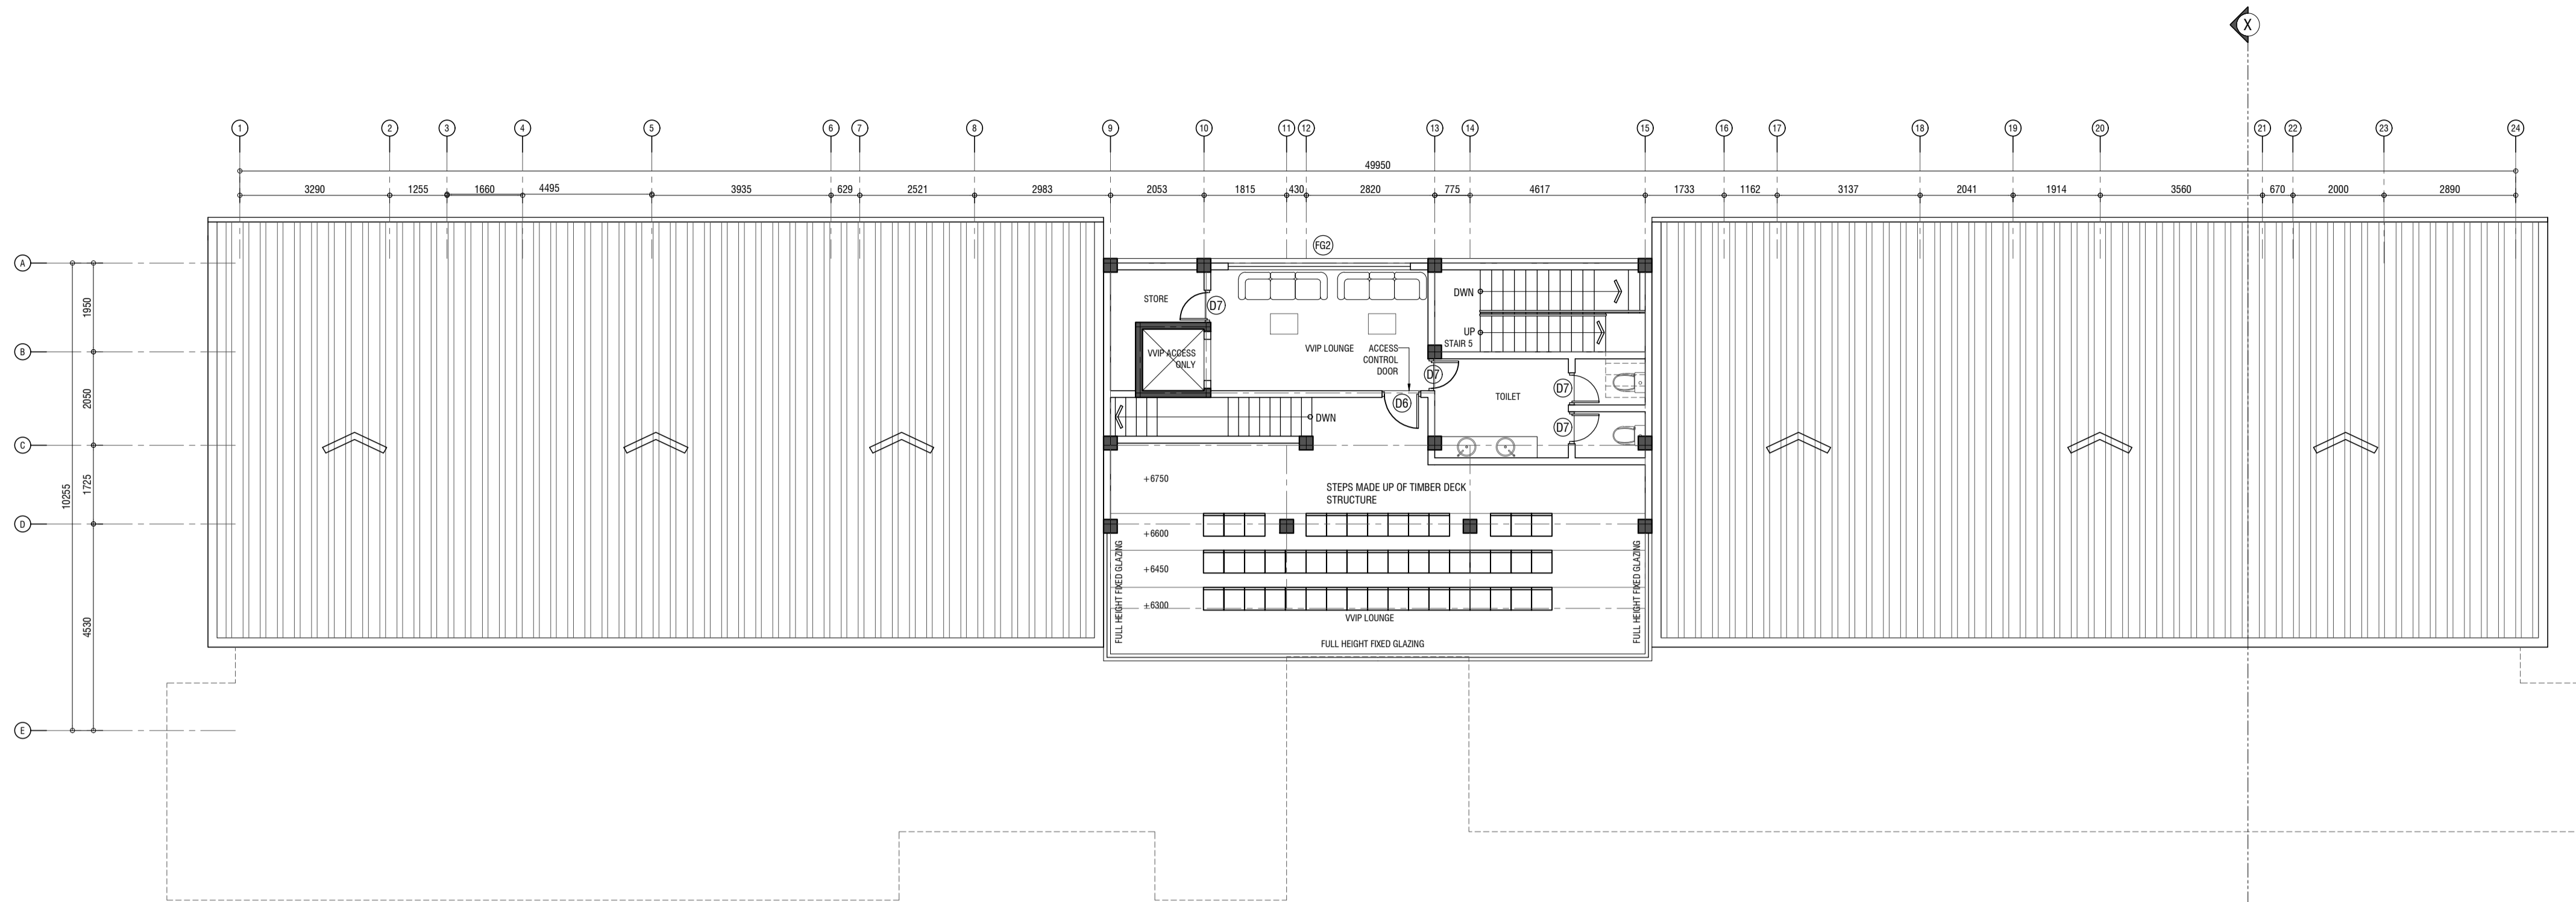 X
1 2 3 4 5 6 7 8 9 10 11 12 13 14 15 16 17 18 19 20 21 22 23 24
49950
3290 1255 1660 4495 3935 629 2521 2983 2053 1815 430 2820 775 4617 1733 1162 3137 2041 1914 3560 670 2000 2890
FG2
A
1950
STORE
D7
DWN
UP
STAIR 5
B
VVIP ACCESS
ONLY
VVIP LOUNGE
ACCESS
CONTROL
DOOR
D7
D7
2050
TOILET
D6
DWN
D7
C
1725
10255
+6750
STEPS MADE UP OF TIMBER DECK
STRUCTURE
D
+6600
FULL HEIGHT FIXED GLAZING
FULL HEIGHT FIXED GLAZING
+6450
+6300
4530
VVIP LOUNGE
FULL HEIGHT FIXED GLAZING
E